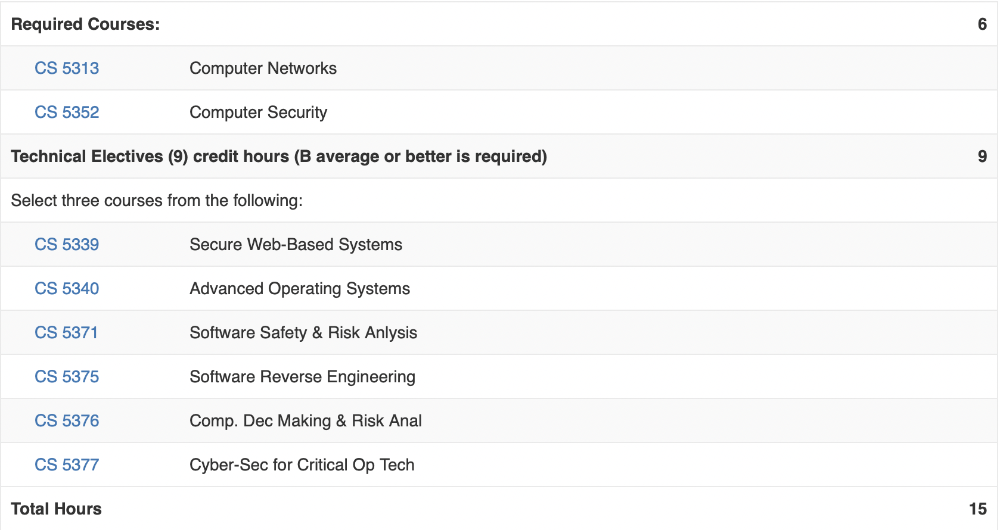 Required Courses: 6
CS 5313 Computer Networks
CS 5352 Computer Security
Technical Electives (9) credit hours (B average or better is required) 9
Select three courses from the following:
CS 5339 Secure Web-Based Systems
CS 5340 Advanced Operating Systems
CS 5371 Software Safety & Risk Anlysis
CS 5375 Software Reverse Engineering
CS 5376 Comp. Dec Making & Risk Anal
CS 5377 Cyber-Sec for Critical Op Tech
Total Hours 15